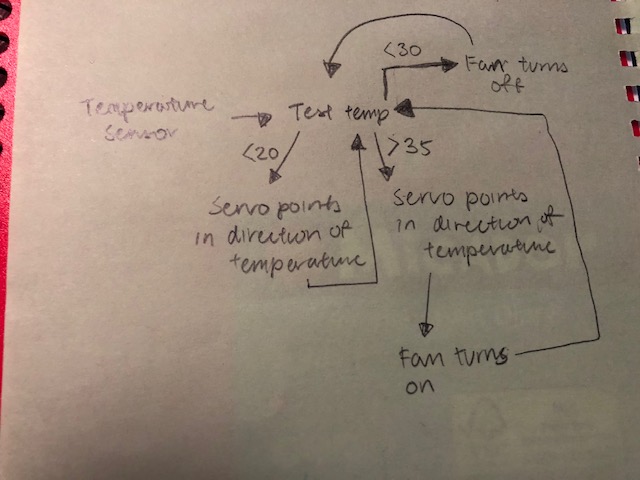 Temperature
sensor
Test temp
<30
Fan turns
off
<20
Servo points
in direction of
temperature
>35
Servo points
in direction of
temperature
Fan turns
on